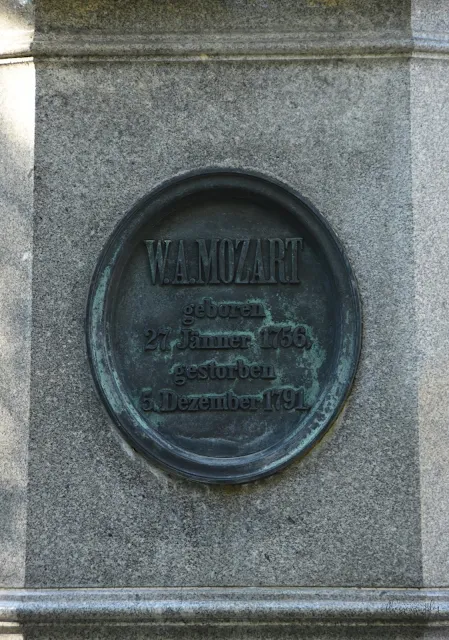 W.A.MOZART
geboren
27. Jänner 1756,
gestorben
5. Dezember 1791.